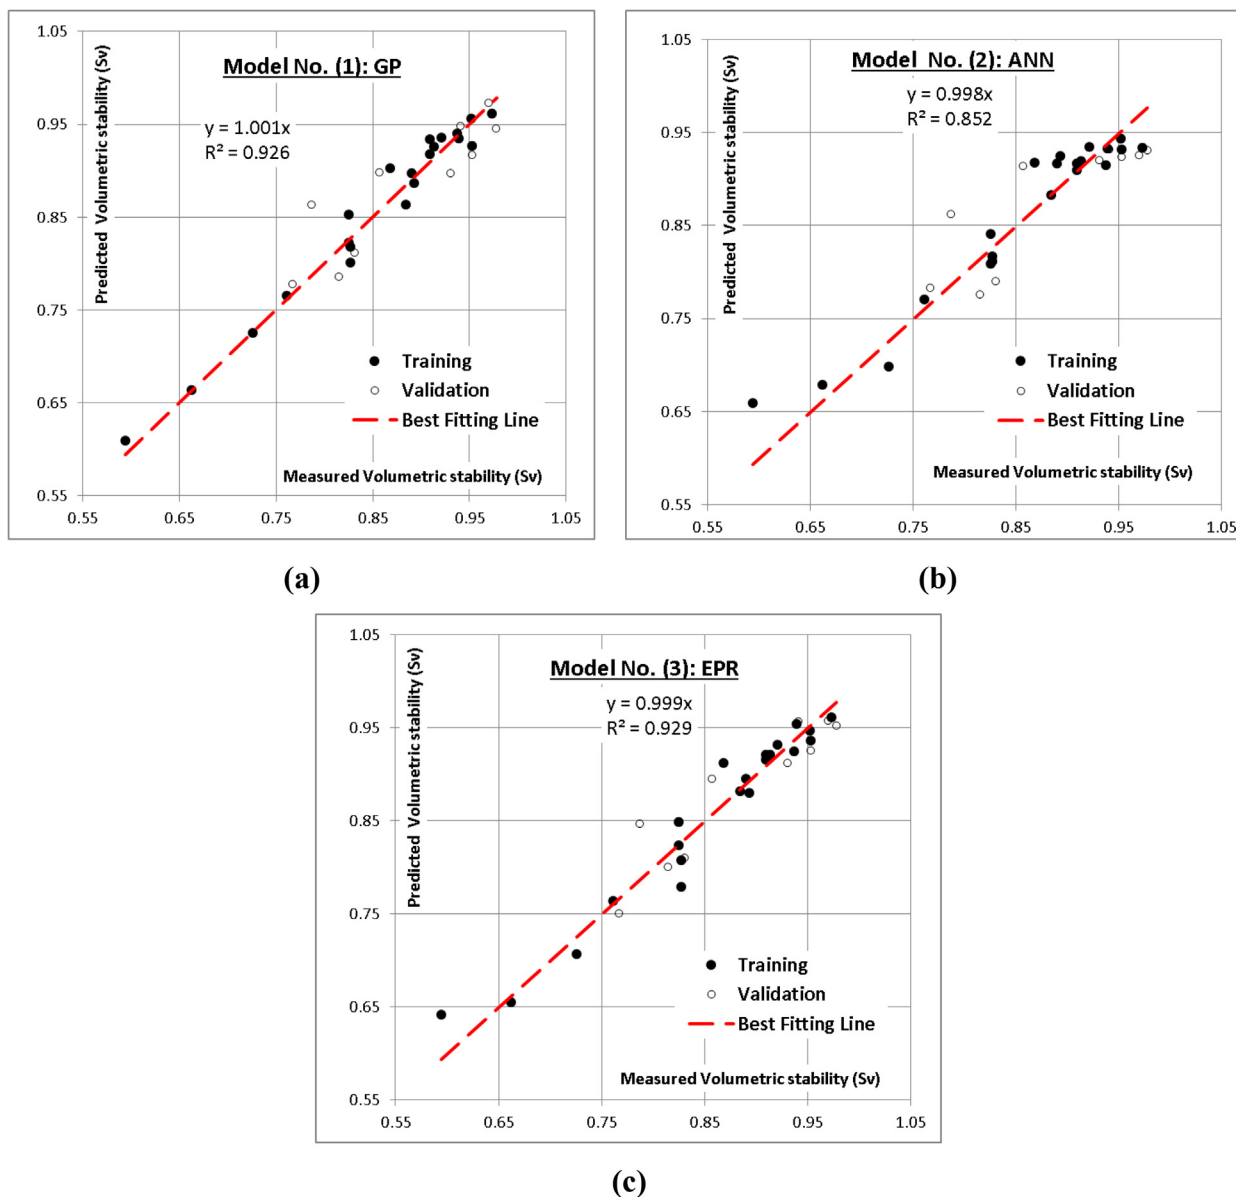 1.05
0.95
0.85
0.75
0.65
0.55
Predicted Volumetric stability (Sv)
Model No. (1): GP
y = 1.001x
R² = 0.926
Training
Validation
Best Fitting Line
Measured Volumetric stability (Sv)
0.55 0.65 0.75 0.85 0.95 1.05
(a)
1.05
0.95
0.85
0.75
0.65
0.55
Predicted Volumetric stability (Sv)
Model No. (2): ANN
y = 0.998x
R² = 0.852
Training
Validation
Best Fitting Line
Measured Volumetric stability (Sv)
0.55 0.65 0.75 0.85 0.95 1.05
(b)
1.05
0.95
0.85
0.75
0.65
0.55
Predicted Volumetric stability (Sv)
Model No. (3): EPR
y = 0.999x
R² = 0.929
Training
Validation
Best Fitting Line
Measured Volumetric stability (Sv)
0.55 0.65 0.75 0.85 0.95 1.05
(c)